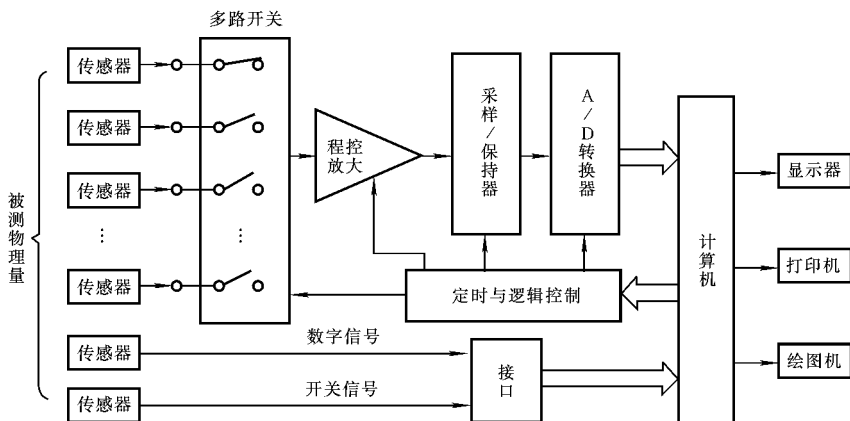 多路开关
传感器
传感器
传感器
⋮
传感器
传感器
传感器
被测物理量
…
…
程控
放大
采样/保持器
A/D转换器
定时与逻辑控制
数字信号
开关信号
接口
计算机
显示器
打印机
绘图机